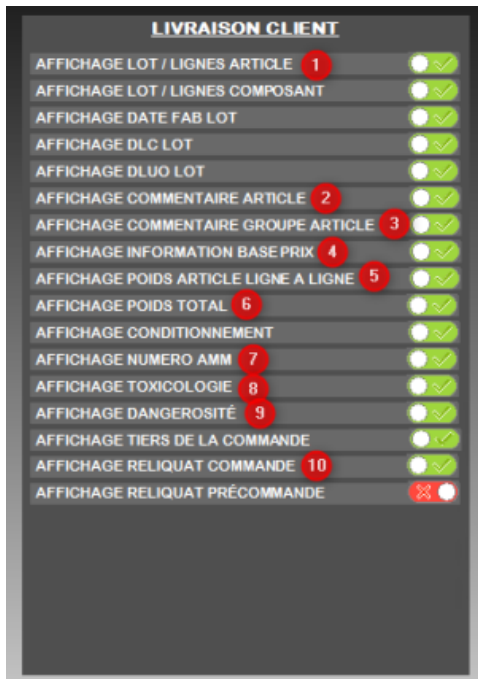 LIVRAISON CLIENT
AFFICHAGE LOT / LIGNES ARTICLE 1
AFFICHAGE LOT / LIGNES COMPOSANT
AFFICHAGE DATE FAB LOT
AFFICHAGE DLC LOT
AFFICHAGE DLUO LOT
AFFICHAGE COMMENTAIRE ARTICLE 2
AFFICHAGE COMMENTAIRE GROUPE ARTICLE 3
AFFICHAGE INFORMATION BASE PRIX 4
AFFICHAGE POIDS ARTICLE LIGNE A LIGNE 5
AFFICHAGE POIDS TOTAL 6
AFFICHAGE CONDITIONNEMENT
AFFICHAGE NUMERO AMM 7
AFFICHAGE TOXICOLOGIE 8
AFFICHAGE DANGEROSITÉ 9
AFFICHAGE TIERS DE LA COMMANDE
AFFICHAGE RELIQUAT COMMANDE 10
AFFICHAGE RELIQUAT PRÉCOMMANDE